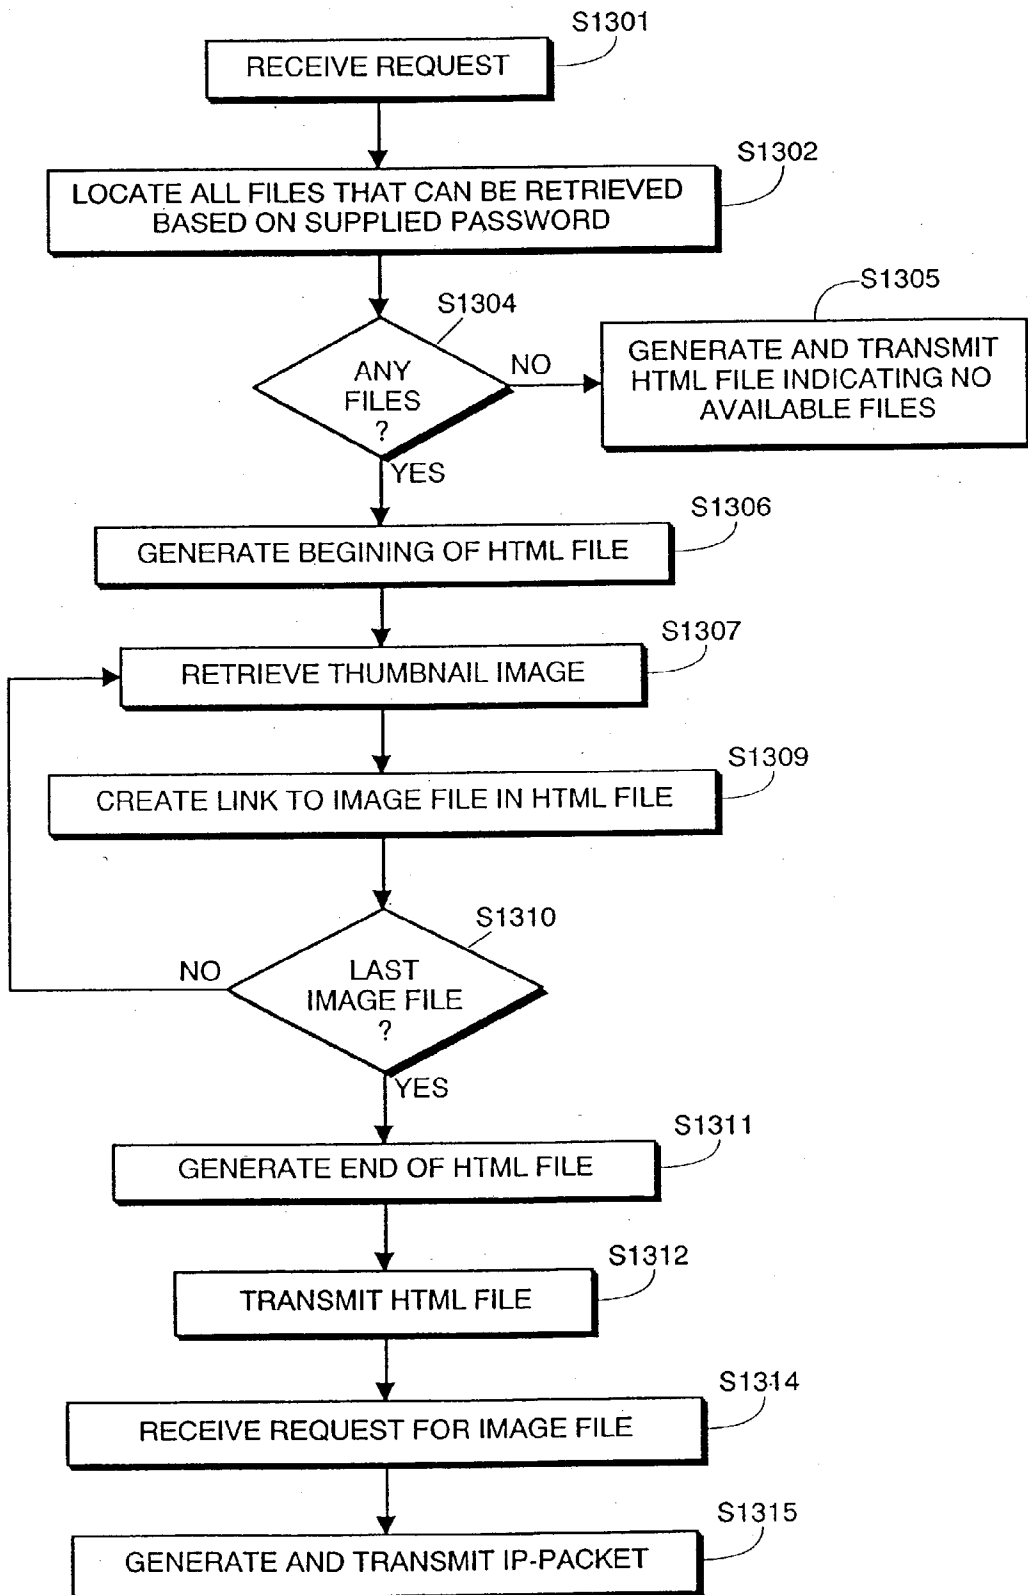 S1301
RECEIVE REQUEST
S1302
LOCATE ALL FILES THAT CAN BE RETRIEVED
BASED ON SUPPLIED PASSWORD
S1304
ANY
FILES
?
NO
YES
S1305
GENERATE AND TRANSMIT
HTML FILE INDICATING NO
AVAILABLE FILES
S1306
GENERATE BEGINING OF HTML FILE
S1307
RETRIEVE THUMBNAIL IMAGE
S1309
CREATE LINK TO IMAGE FILE IN HTML FILE
S1310
NO
LAST
IMAGE FILE
?
YES
S1311
GENERATE END OF HTML FILE
S1312
TRANSMIT HTML FILE
S1314
RECEIVE REQUEST FOR IMAGE FILE
S1315
GENERATE AND TRANSMIT IP-PACKET